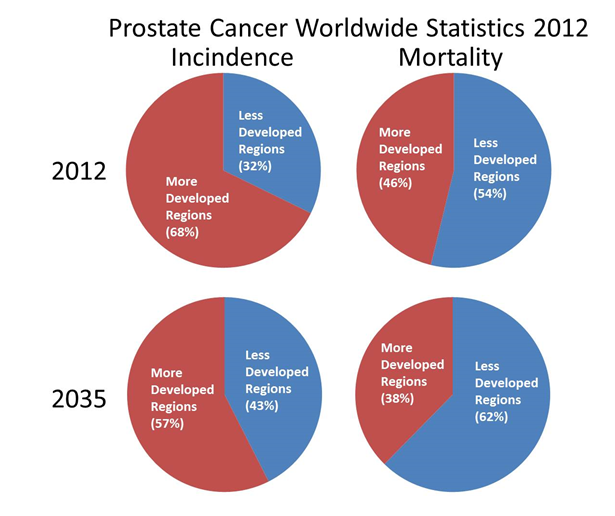 Prostate Cancer Worldwide Statistics 2012
Incindence
Mortality
2012
Less
Developed
Regions
(32%)
More
Developed
Regions
(68%)
More
Developed
Regions
(46%)
Less
Developed
Regions
(54%)
2035
Less
Developed
Regions
(43%)
More
Developed
Regions
(57%)
More
Developed
Regions
(38%)
Less
Developed
Regions
(62%)